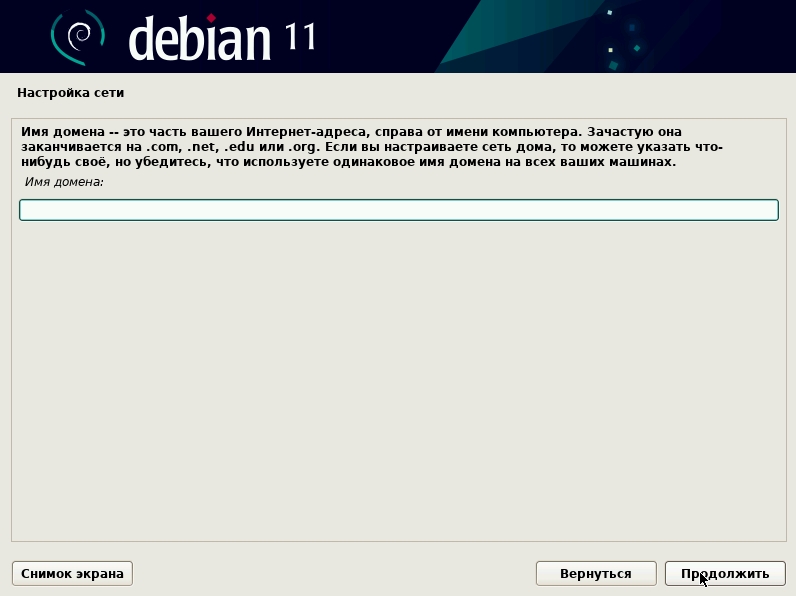 debian 11
Настройка сети
Имя домена -- это часть вашего Интернет-адреса, справа от имени компьютера. Зачастую она
заканчивается на .com, .net, .edu или .org. Если вы настраиваете сеть дома, то можете указать что-
нибудь своё, но убедитесь, что используете одинаковое имя домена на всех ваших машинах.
Имя домена:
Снимок экрана
Вернуться
Продолжить